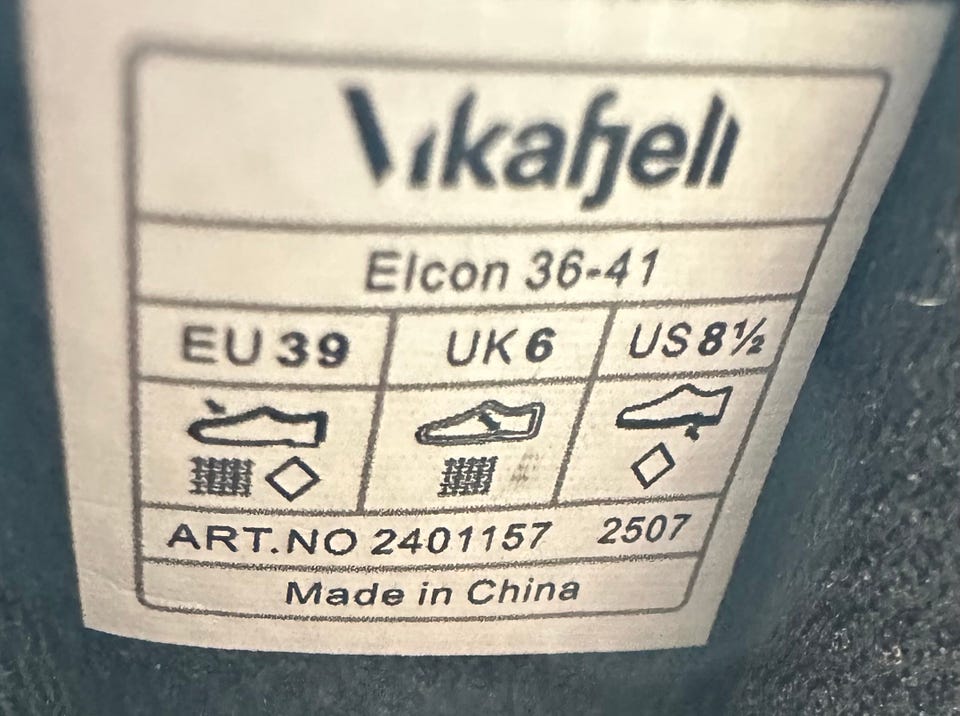 Vikafjell
Elcon 36-41
EU 39 UK 6 US 8½
ART.NO 2401157 2507
Made in China